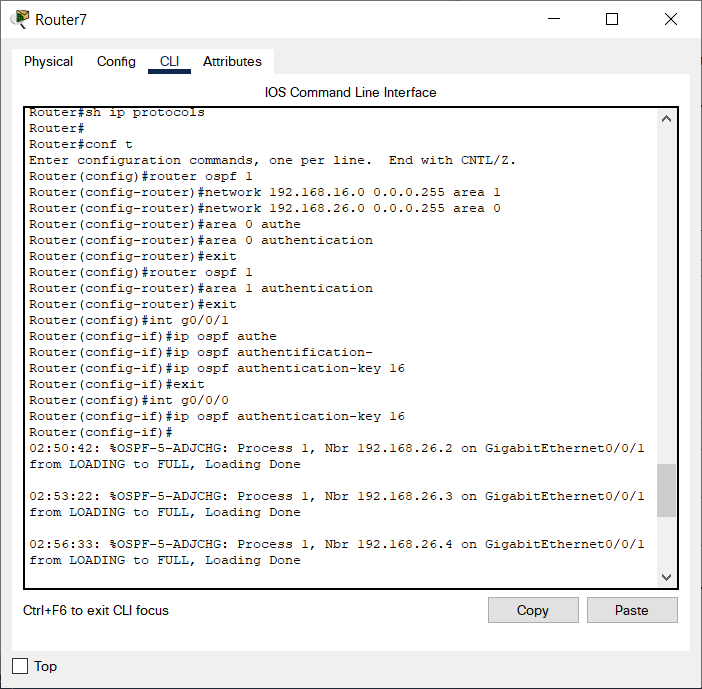 Router7
Physical Config CLI Attributes
IOS Command Line Interface
Router#sh ip protocols
Router#
Router#conf t
Enter configuration commands, one per line.  End with CNTL/Z.
Router(config)#router ospf 1
Router(config-router)#network 192.168.16.0 0.0.0.255 area 1
Router(config-router)#network 192.168.26.0 0.0.0.255 area 0
Router(config-router)#area 0 authe
Router(config-router)#area 0 authentication
Router(config-router)#exit
Router(config)#router ospf 1
Router(config-router)#area 1 authentication
Router(config-router)#exit
Router(config)#int g0/0/1
Router(config-if)#ip ospf authe
Router(config-if)#ip ospf authentification-
Router(config-if)#ip ospf authentication-key 16
Router(config-if)#exit
Router(config)#int g0/0/0
Router(config-if)#ip ospf authentication-key 16
Router(config-if)#
02:50:42: %OSPF-5-ADJCHG: Process 1, Nbr 192.168.26.2 on GigabitEthernet0/0/1
from LOADING to FULL, Loading Done
02:53:22: %OSPF-5-ADJCHG: Process 1, Nbr 192.168.26.3 on GigabitEthernet0/0/1
from LOADING to FULL, Loading Done
02:56:33: %OSPF-5-ADJCHG: Process 1, Nbr 192.168.26.4 on GigabitEthernet0/0/1
from LOADING to FULL, Loading Done
Ctrl+F6 to exit CLI focus
Copy Paste
Top